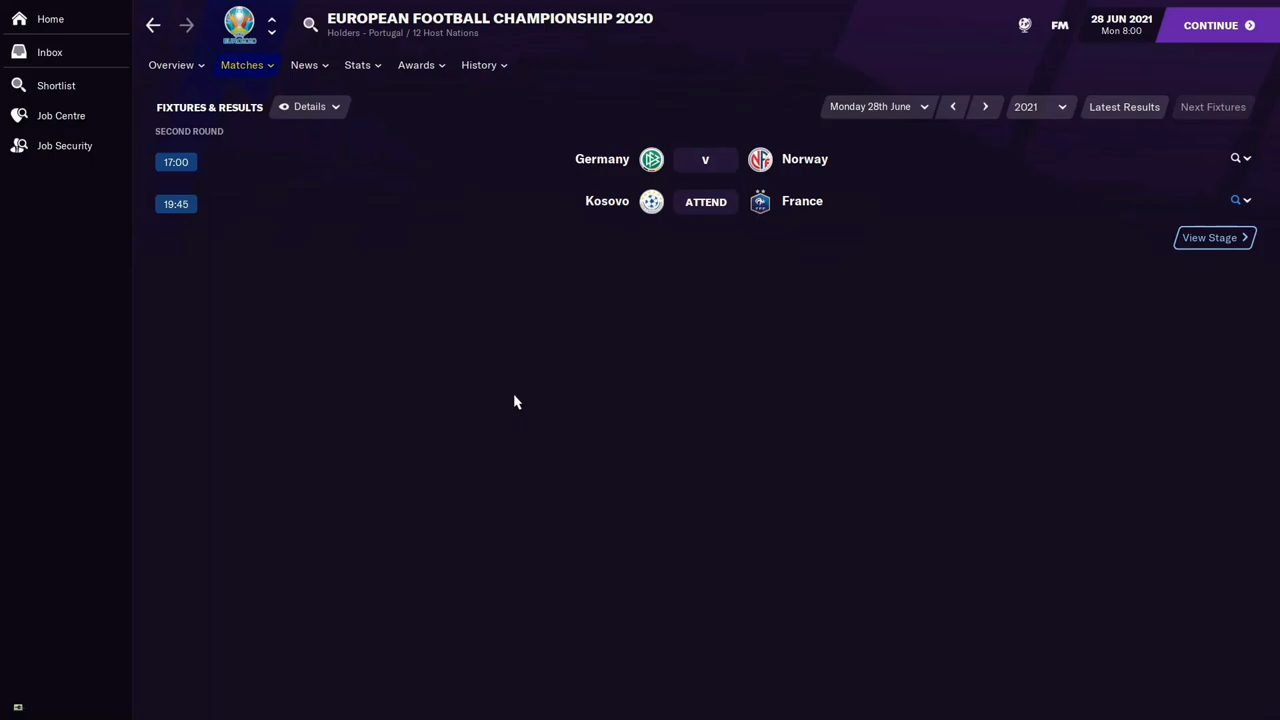 Home
EUROPEAN FOOTBALL CHAMPIONSHIP 2020
Holders - Portugal / 12 Host Nations
FM
28 JUN 2021
Mon 8:00
CONTINUE
Inbox
Overview
Matches
News
Stats
Awards
History
Shortlist
Job Centre
Job Security
FIXTURES & RESULTS
Details
Monday 28th June
2021
Latest Results
Next Fixtures
SECOND ROUND
17:00
Germany
v
Norway
19:45
Kosovo
ATTEND
France
View Stage